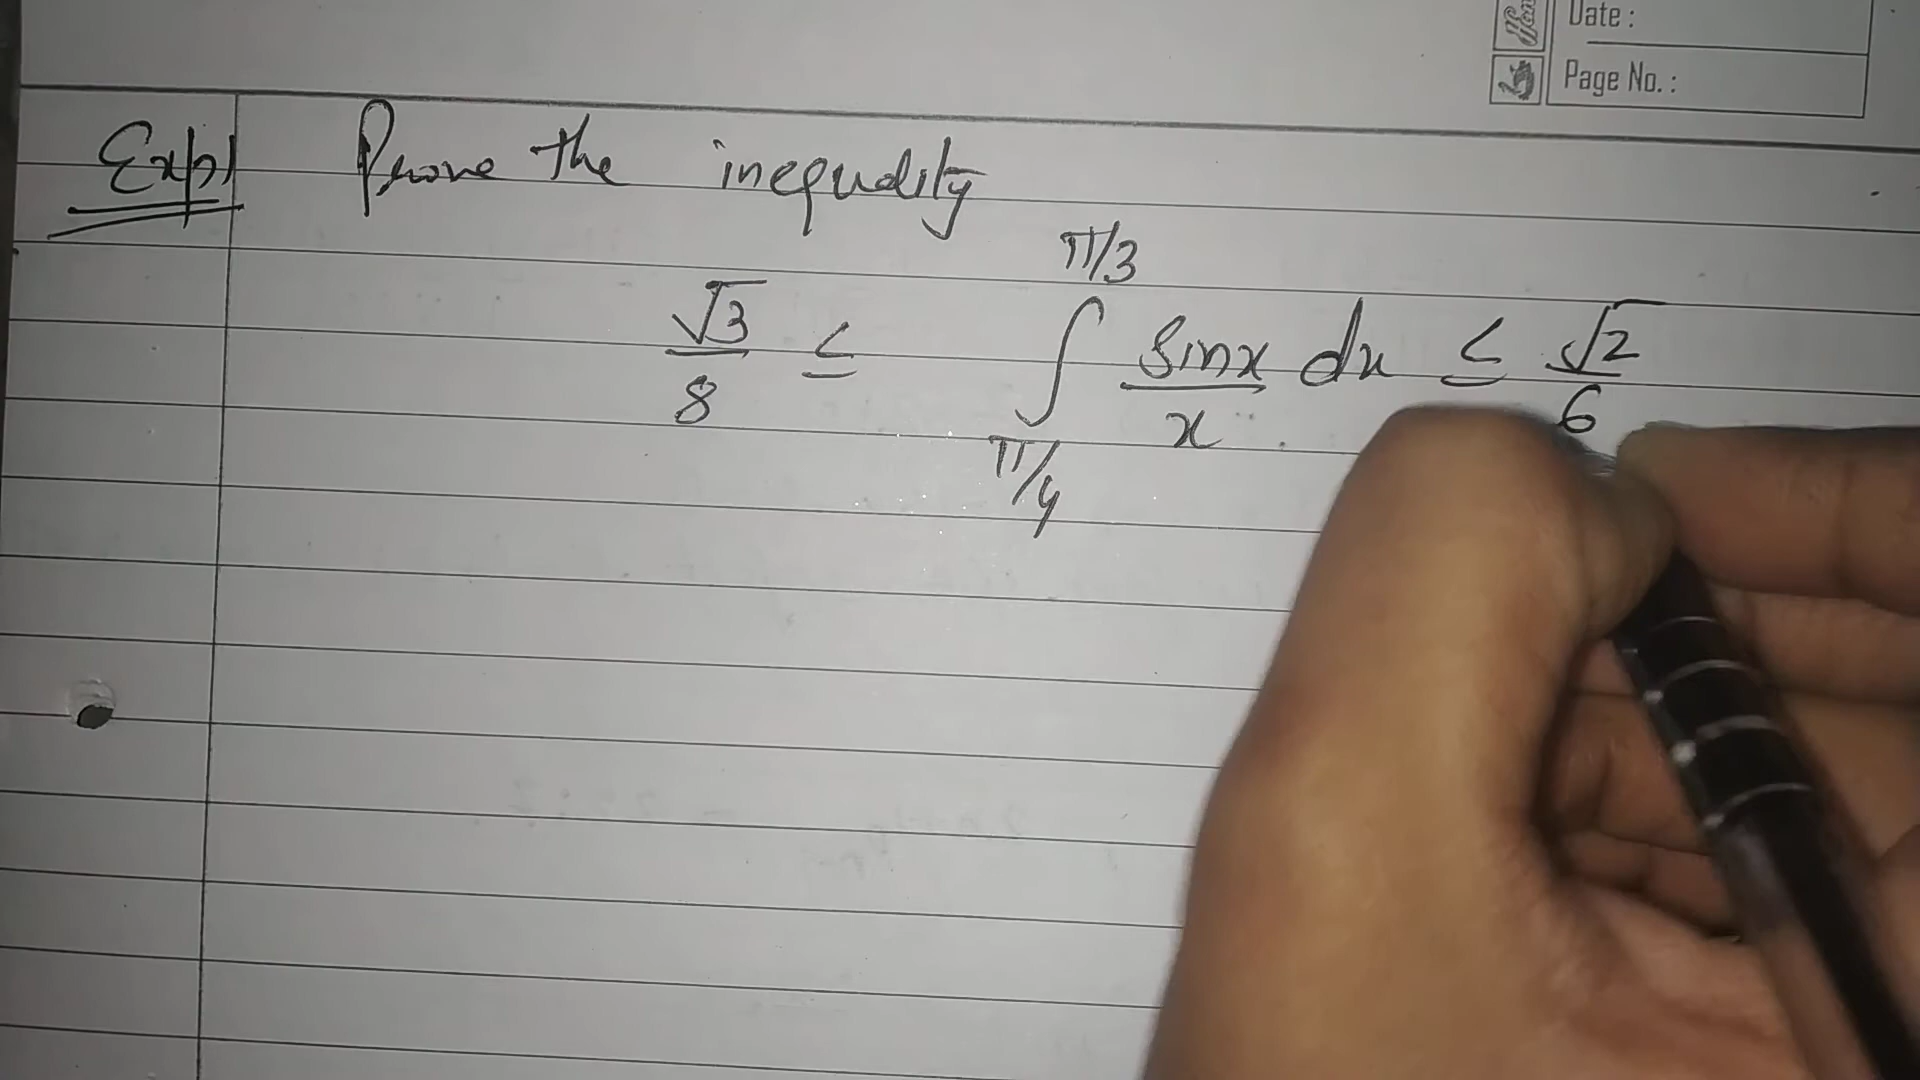 Date :
Page No. :
Exp) Prove the inequality
√3/8 ≤ ∫_{π/4}^{π/3} sinx/x dx ≤ √2/6